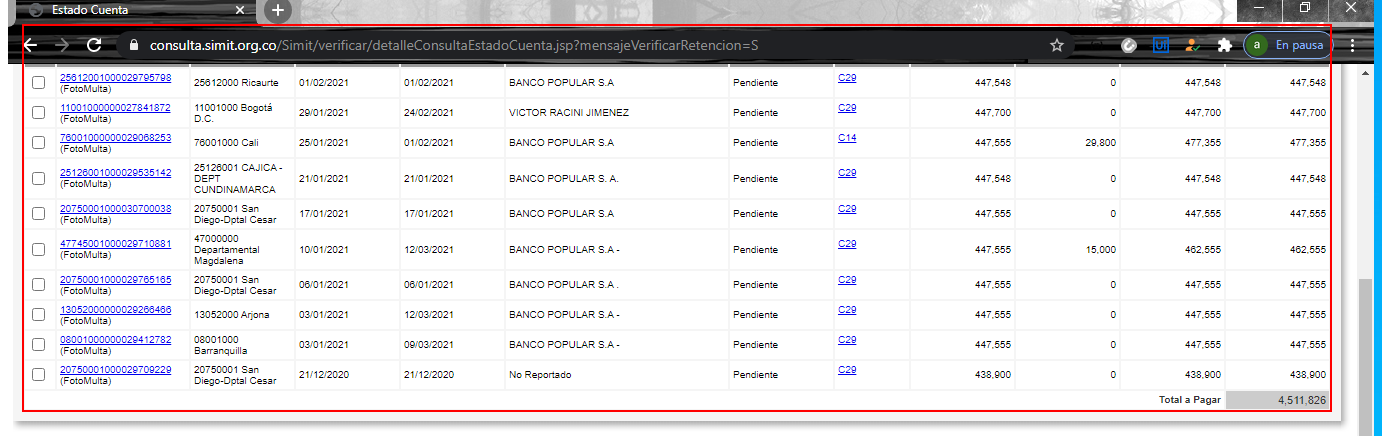 Estado Cuenta
consulta.simit.org.co/Simit/verificar/detalleConsultaEstadoCuenta.jsp?mensajeVerificarRetencion=S
a En pausa
25612001000029795798 (FotoMulta) 25612000 Ricaurte 01/02/2021 01/02/2021 BANCO POPULAR S.A Pendiente C29 447,548 0 447,548 447,548
11001000000027841872 (FotoMulta) 11001000 Bogotá D.C. 29/01/2021 24/02/2021 VICTOR RACINI JIMENEZ Pendiente C29 447,700 0 447,700 447,700
76001000000029068253 (FotoMulta) 76001000 Cali 25/01/2021 01/02/2021 BANCO POPULAR S.A Pendiente C14 447,555 29,800 477,355 477,355
25126001000029535142 (FotoMulta) 25126001 CAJICA - DEPT CUNDINAMARCA 21/01/2021 21/01/2021 BANCO POPULAR S. A. Pendiente C29 447,548 0 447,548 447,548
20750001000030700038 (FotoMulta) 20750001 San Diego-Dptal Cesar 17/01/2021 17/01/2021 BANCO POPULAR S.A Pendiente C29 447,555 0 447,555 447,555
47745001000029710881 (FotoMulta) 47000000 Departamental Magdalena 10/01/2021 12/03/2021 BANCO POPULAR S.A - Pendiente C29 447,555 15,000 462,555 462,555
20750001000029765165 (FotoMulta) 20750001 San Diego-Dptal Cesar 06/01/2021 06/01/2021 BANCO POPULAR S.A . Pendiente C29 447,555 0 447,555 447,555
13052000000029266466 (FotoMulta) 13052000 Arjona 03/01/2021 12/03/2021 BANCO POPULAR S.A - Pendiente C29 447,555 0 447,555 447,555
08001000000029412782 (FotoMulta) 08001000 Barranquilla 03/01/2021 09/03/2021 BANCO POPULAR S.A - Pendiente C29 447,555 0 447,555 447,555
20750001000029709229 (FotoMulta) 20750001 San Diego-Dptal Cesar 21/12/2020 21/12/2020 No Reportado Pendiente C29 438,900 0 438,900 438,900
Total a Pagar 4,511,826